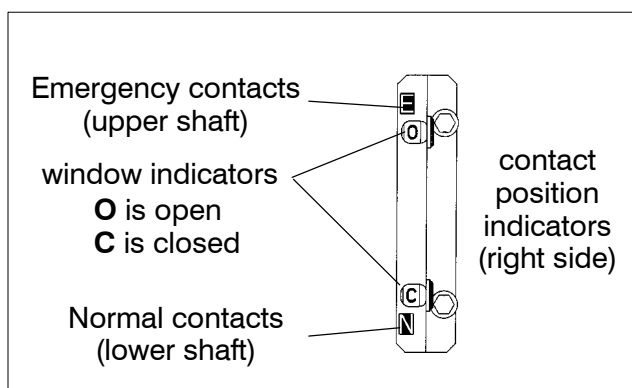 Emergency contacts
(upper shaft)
E
O
window indicators
O is open
C is closed
contact
position
indicators
(right side)
C
N
Normal contacts
(lower shaft)